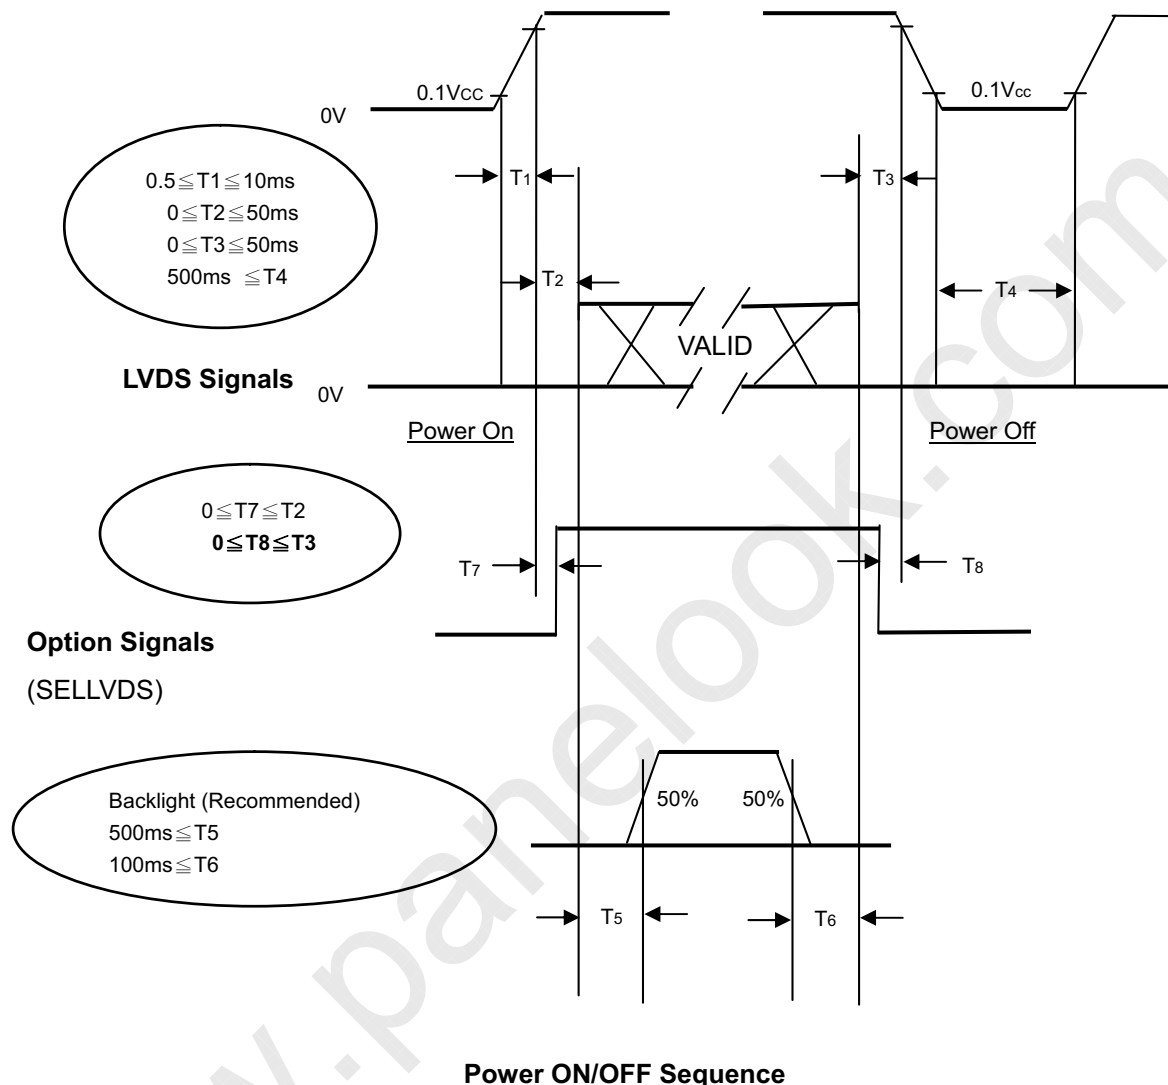 0.1VCC
0.1Vcc
0V
0.5≦T1≦10ms
0≦T2≦50ms
0≦T3≦50ms
500ms ≦T4
T1
T3
T2
T4
VALID
LVDS Signals
0V
Power On
Power Off
0≦T7≦T2
0≦T8≦T3
T7
T8
Option Signals
(SELLVDS)
Backlight (Recommended)
500ms≦T5
100ms≦T6
50%
50%
T5
T6
Power ON/OFF Sequence
.panelook.com